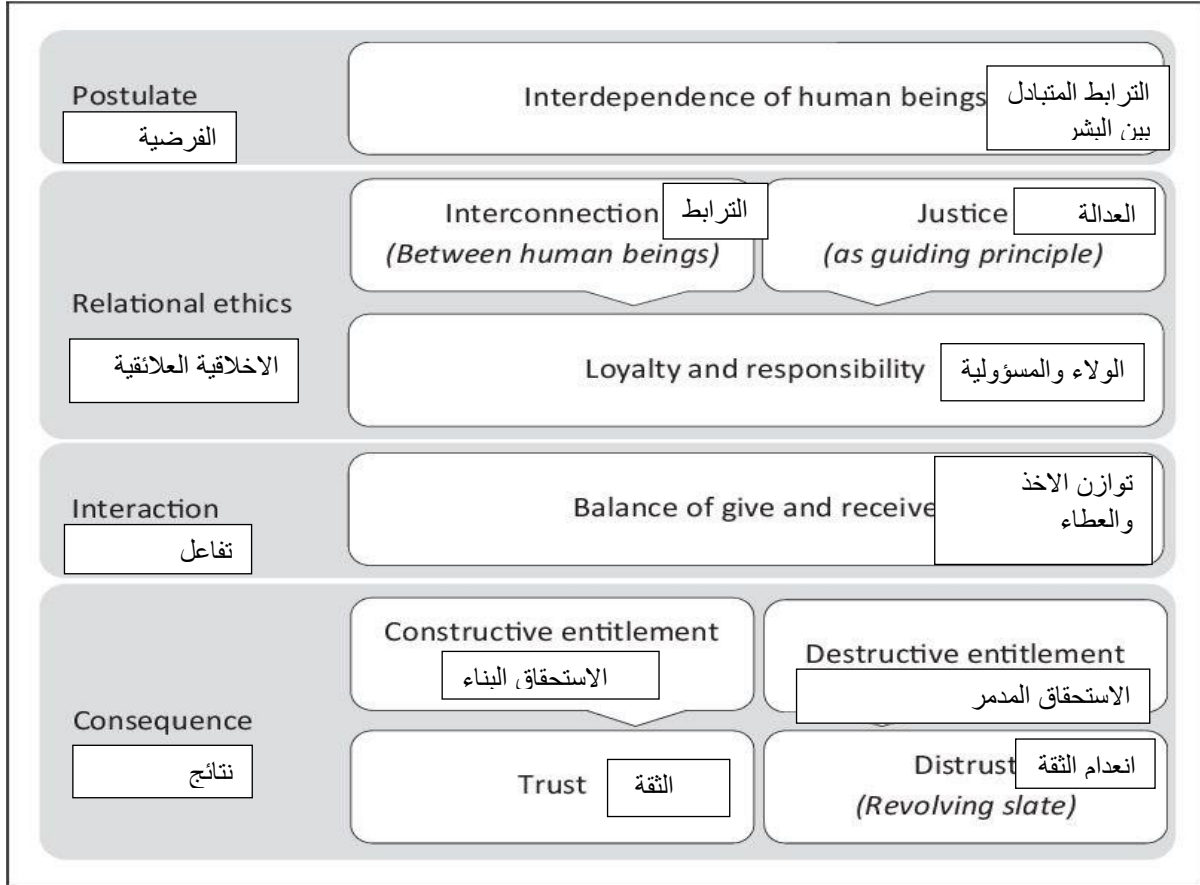 Postulate
الفرضية
Interdependence of human beings
الترابط المتبادل
بين البشر
Relational ethics
الاخلاقية العلائقية
Interconnection
الترابط
(Between human beings)
Justice
العدالة
(as guiding principle)
Loyalty and responsibility
الولاء والمسؤولية
Interaction
تفاعل
Balance of give and receive
توازن الاخذ
والعطاء
Consequence
نتائج
Constructive entitlement
الاستحقاق البناء
Destructive entitlement
الاستحقاق المدمر
Trust
الثقة
Distrust
انعدام الثقة
(Revolving slate)